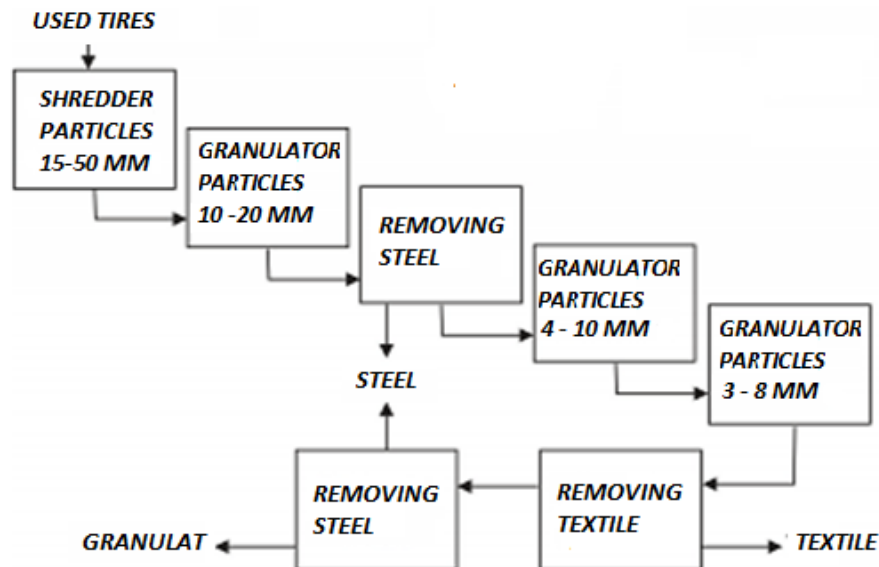 USED TIRES
SHREDDER
PARTICLES
15-50 MM
GRANULATOR
PARTICLES
10 -20 MM
REMOVING
STEEL
GRANULATOR
PARTICLES
4 - 10 MM
GRANULATOR
PARTICLES
3 - 8 MM
STEEL
REMOVING
STEEL
REMOVING
TEXTILE
GRANULAT
TEXTILE